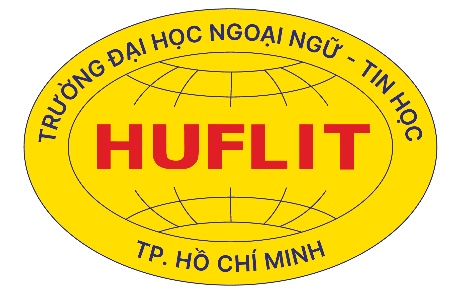 TRƯỜNG ĐẠI HỌC NGOẠI NGỮ - TIN HỌC
HUFLIT
TP. HỒ CHÍ MINH